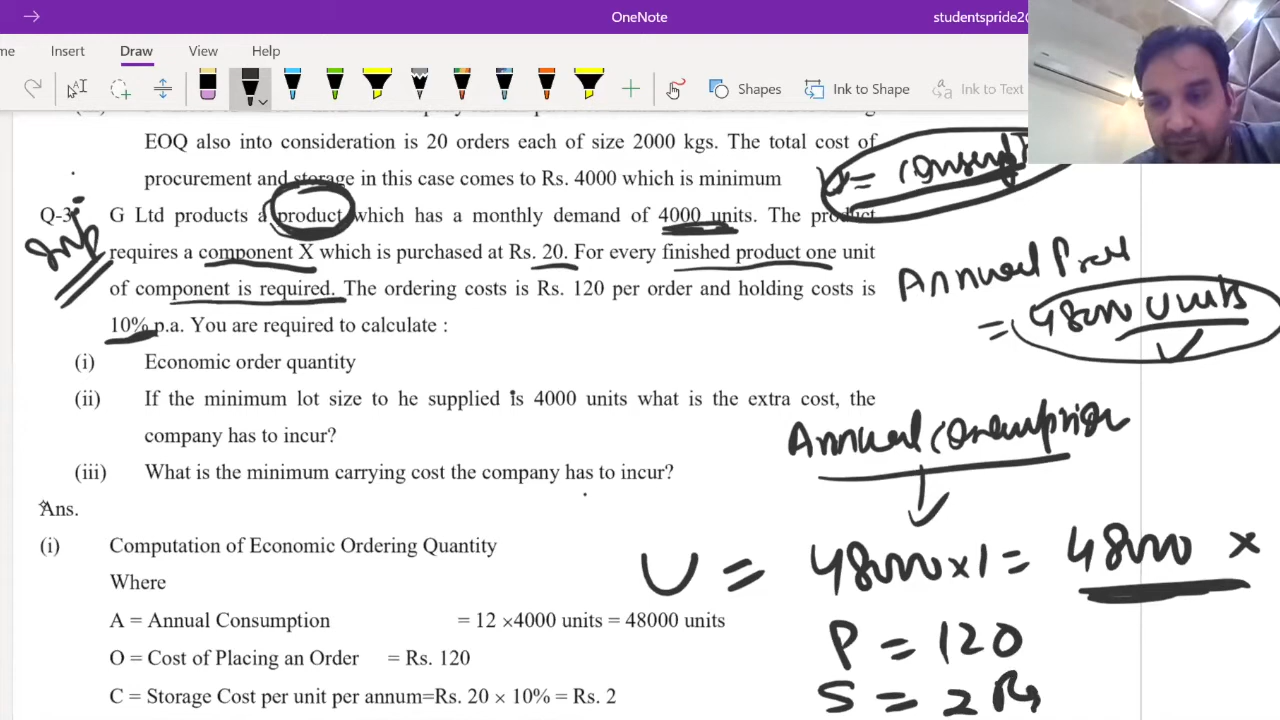 OneNote
studentspride2
me Insert Draw View Help
Shapes Ink to Shape Ink to Text
EOQ also into consideration is 20 orders each of size 2000 kgs. The total cost of
procurement and storage in this case comes to Rs. 4000 which is minimum
Q-3 G Ltd products a product which has a monthly demand of 4000 units. The product
requires a component X which is purchased at Rs. 20. For every finished product one unit
of component is required. The ordering costs is Rs. 120 per order and holding costs is
10% p.a. You are required to calculate :
(i) Economic order quantity
(ii) If the minimum lot size to he supplied is 4000 units what is the extra cost, the
company has to incur?
(iii) What is the minimum carrying cost the company has to incur?
Ans.
(i) Computation of Economic Ordering Quantity
Where
A = Annual Consumption = 12 ×4000 units = 48000 units
O = Cost of Placing an Order = Rs. 120
C = Storage Cost per unit per annum=Rs. 20 × 10% = Rs. 2
Imp
Annual Prod
= 48000 units
Annual Consumption
U = 48000 x 1 = 48000 x
P = 120
S = 2 Rs